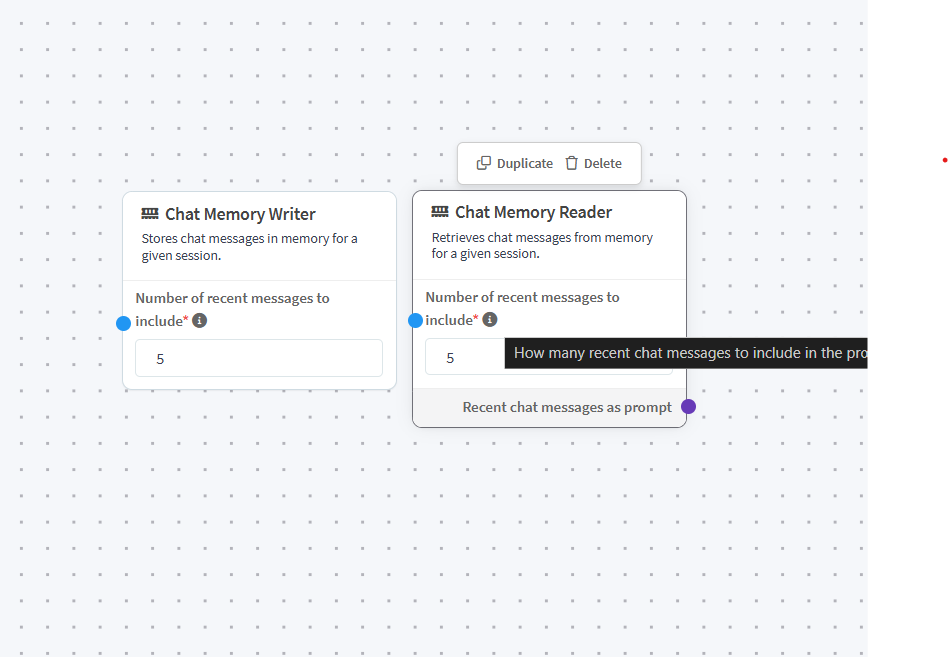 Duplicate Delete
Chat Memory Writer
Stores chat messages in memory for a
given session.
Number of recent messages to
include*
5
Chat Memory Reader
Retrieves chat messages from memory
for a given session.
Number of recent messages to
include*
5
How many recent chat messages to include in the pro
Recent chat messages as prompt